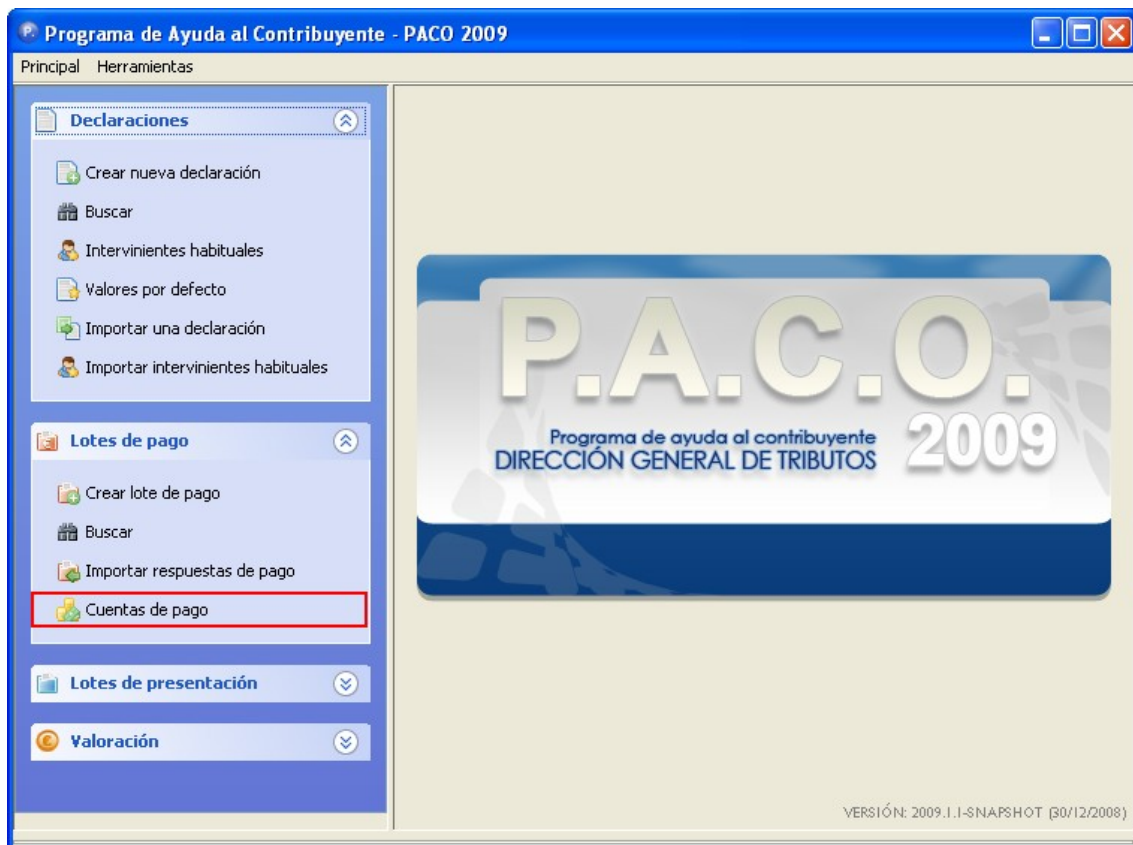 Programa de Ayuda al Contribuyente - PACO 2009
Principal Herramientas
Declaraciones
Crear nueva declaración
Buscar
Intervinientes habituales
Valores por defecto
Importar una declaración
Importar intervinientes habituales
Lotes de pago
Crear lote de pago
Buscar
Importar respuestas de pago
Cuentas de pago
Lotes de presentación
Valoración
P.A.C.O.
Programa de ayuda al contribuyente
DIRECCIÓN GENERAL DE TRIBUTOS
2009
VERSIÓN: 2009.1.1-SNAPSHOT (30/12/2008)